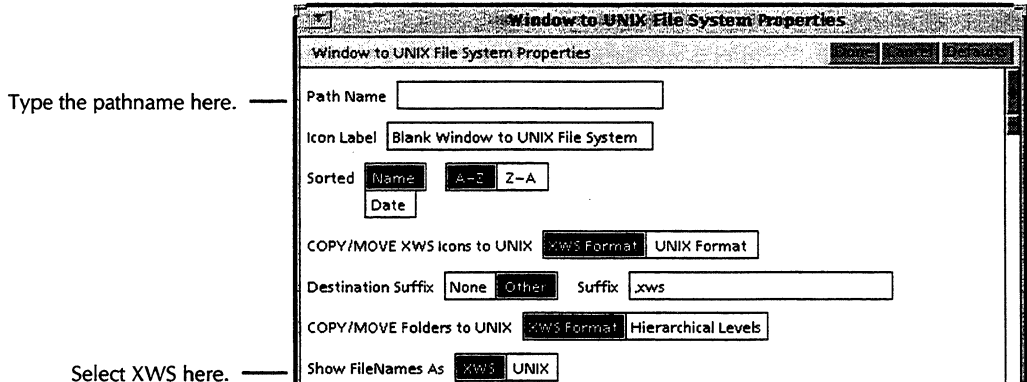 Window to UNIX File System Properties
Window to UNIX File System Properties Done Cancel Defaults
Type the pathname here.
Path Name
Icon Label Blank Window to UNIX File System
Sorted Name A–Z Z–A
Date
COPY/MOVE XWS Icons to UNIX XWS Format UNIX Format
Destination Suffix None Other Suffix .xws
COPY/MOVE Folders to UNIX XWS Format Hierarchical Levels
Select XWS here.
Show FileNames As XWS UNIX